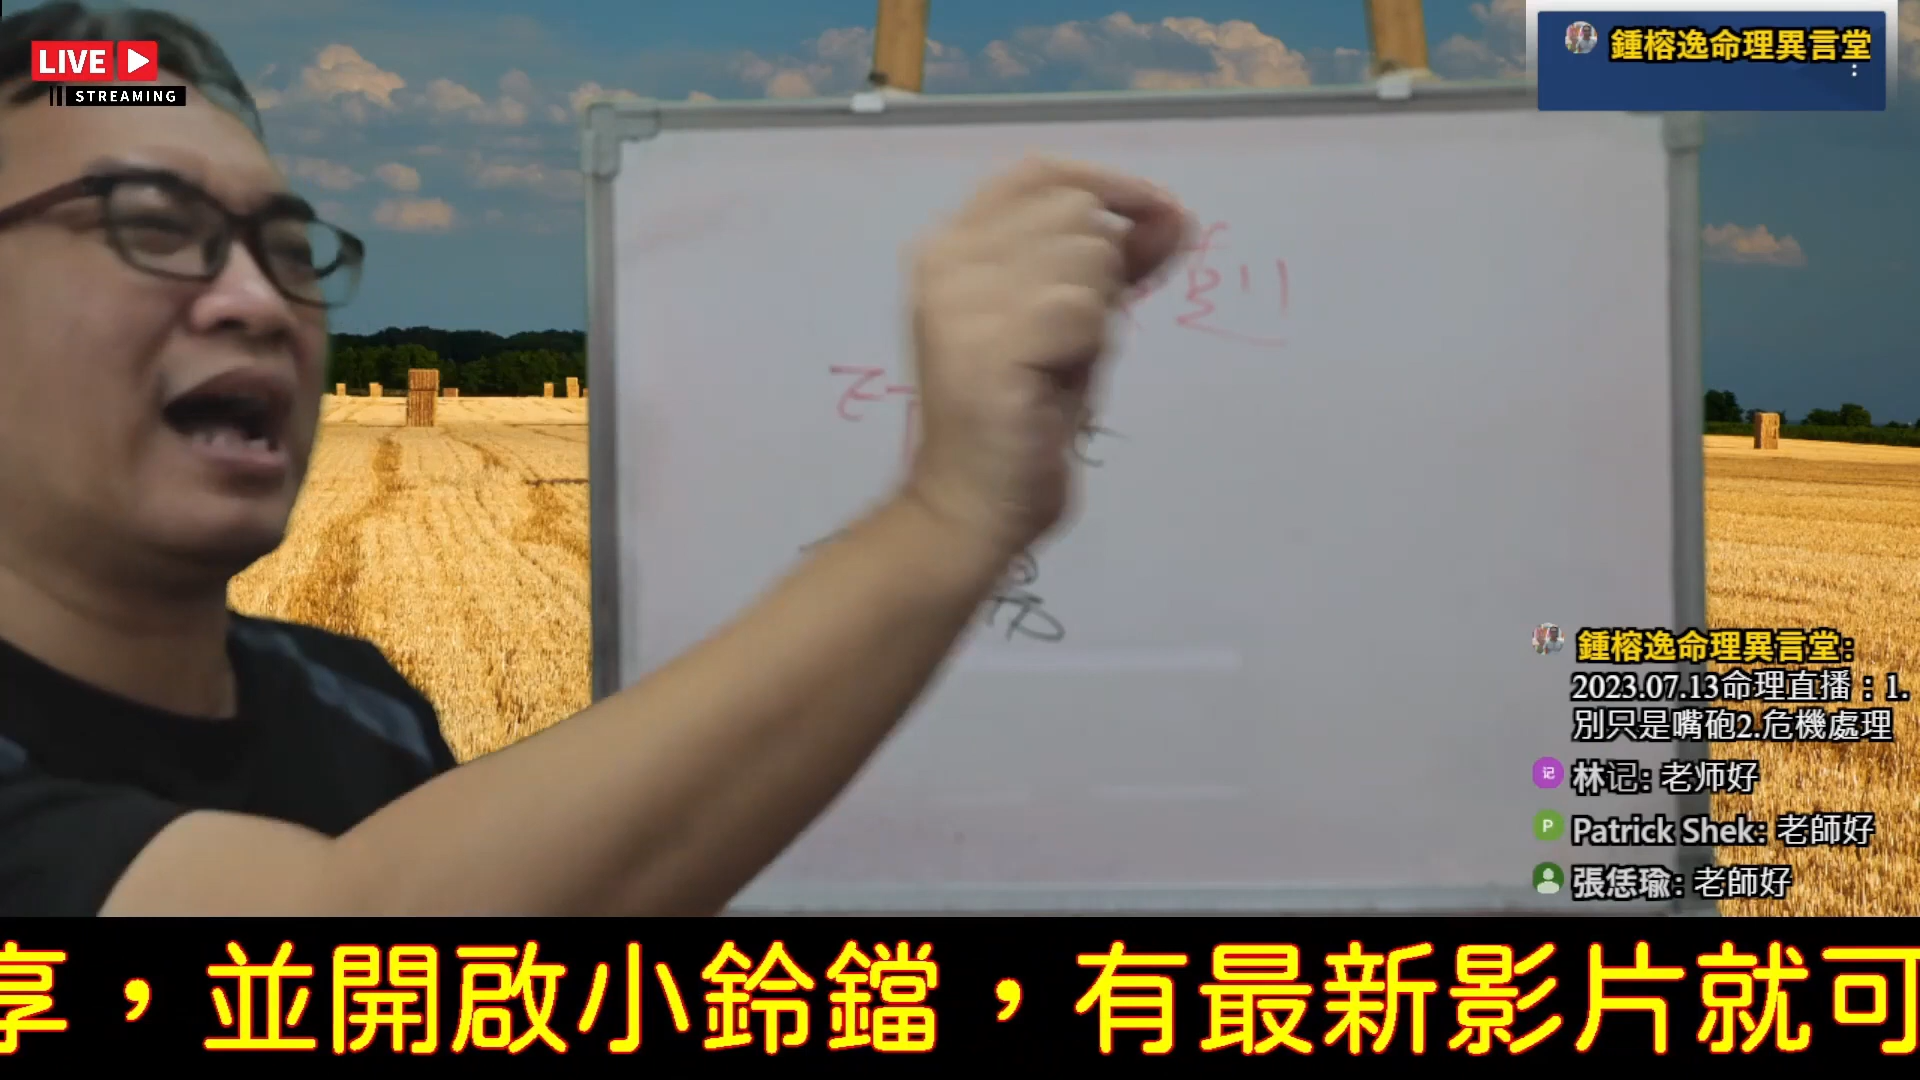 LIVE
STREAMING
鍾榕逸命理異言堂
鍾榕逸命理異言堂:
2023.07.13命理直播：1.
別只是嘴砲2.危機處理
记
林记: 老师好
P
Patrick Shek: 老師好
張恁瑜: 老師好
享，並開啟小鈴鐺，有最新影片就可